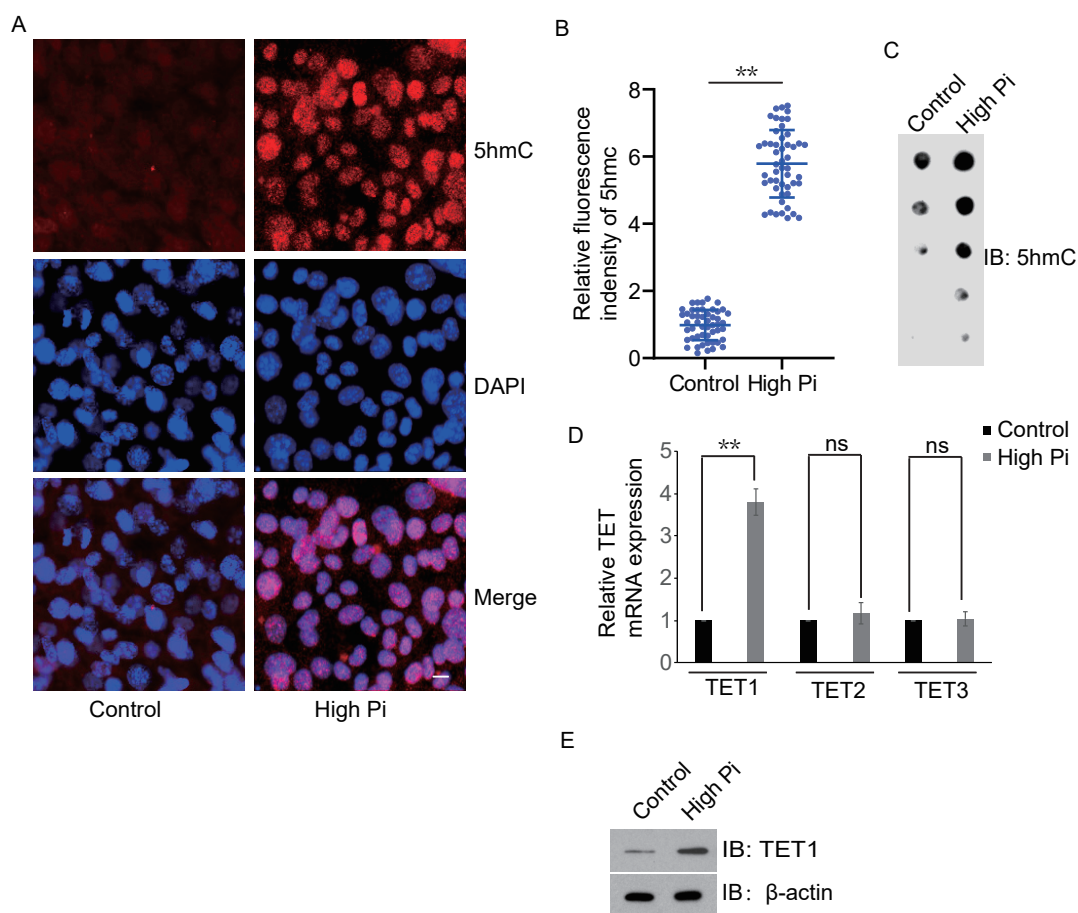 A
5hmC
DAPI
Merge
Control
High Pi
B
**
Relative fluorescence
indensity of 5hmc
8
6
4
2
0
Control
High Pi
C
Control
High Pi
IB: 5hmC
D
Control
High Pi
Relative TET
mRNA expression
5
4
3
2
1
0
**
ns
ns
TET1
TET2
TET3
E
Control
High Pi
IB: TET1
IB: β-actin